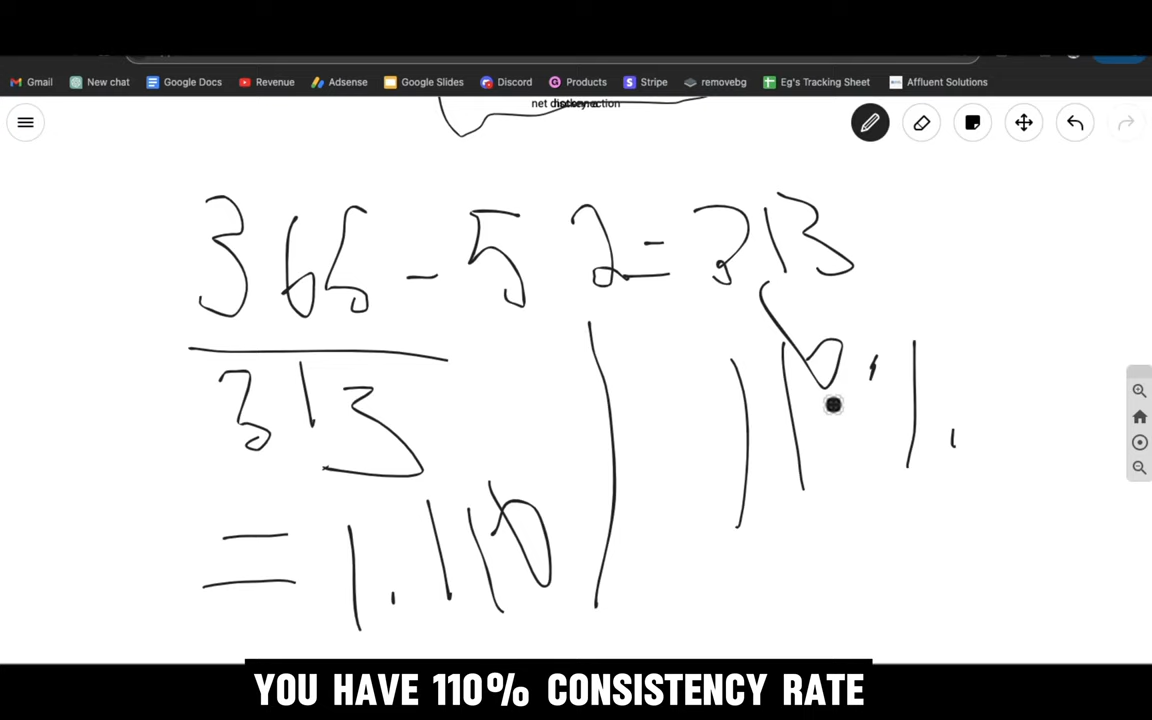 Gmail New chat Google Docs Revenue Adsense Google Slides Discord Products Stripe removebg Eg's Tracking Sheet Affluent Solutions
net
365 - 52 = 313
313
= 1.110
YOU HAVE 110% CONSISTENCY RATE